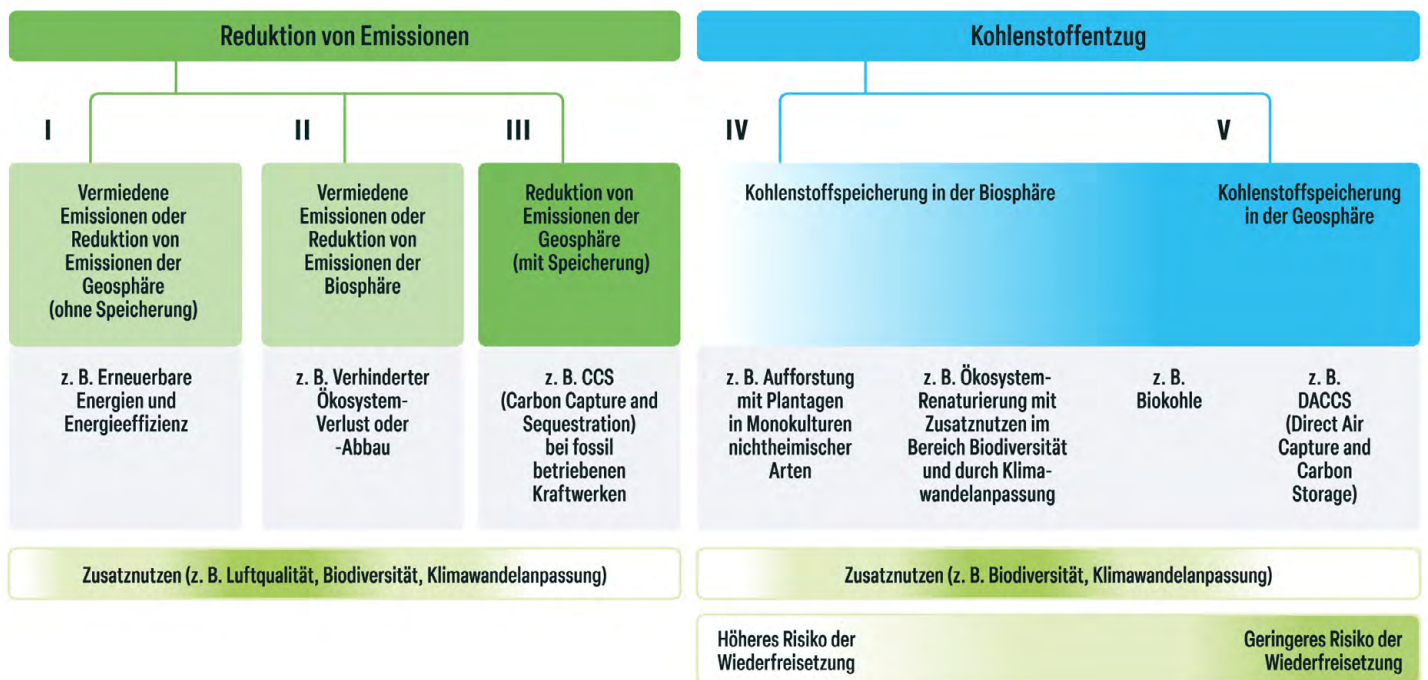 Reduktion von Emissionen
Kohlenstoffentzug
I
II
III
IV
V
Vermiedene
Emissionen oder
Reduktion von
Emissionen der
Geosphäre
(ohne Speicherung)
Vermiedene
Emissionen oder
Reduktion von
Emissionen der
Biosphäre
Reduktion von
Emissionen der
Geosphäre
(mit Speicherung)
Kohlenstoffspeicherung in der Biosphäre
Kohlenstoffspeicherung
in der Geosphäre
z. B. Erneuerbare
Energien und
Energieeffizienz
z. B. Verhinderter
Ökosystem-
Verlust oder
-Abbau
z. B. CCS
(Carbon Capture and
Sequestration)
bei fossil
betriebenen
Kraftwerken
z. B. Aufforstung
mit Plantagen
in Monokulturen
nichtheimischer
Arten
z. B. Ökosystem-
Renaturierung mit
Zusatznutzen im
Bereich Biodiversität
und durch Klima-
wandelanpassung
z. B.
Biokohle
z. B.
DACCS
(Direct Air
Capture and
Carbon
Storage)
Zusatznutzen (z. B. Luftqualität, Biodiversität, Klimawandelanpassung)
Zusatznutzen (z. B. Biodiversität, Klimawandelanpassung)
Höheres Risiko der
Wiederfreisetzung
Geringeres Risiko der
Wiederfreisetzung